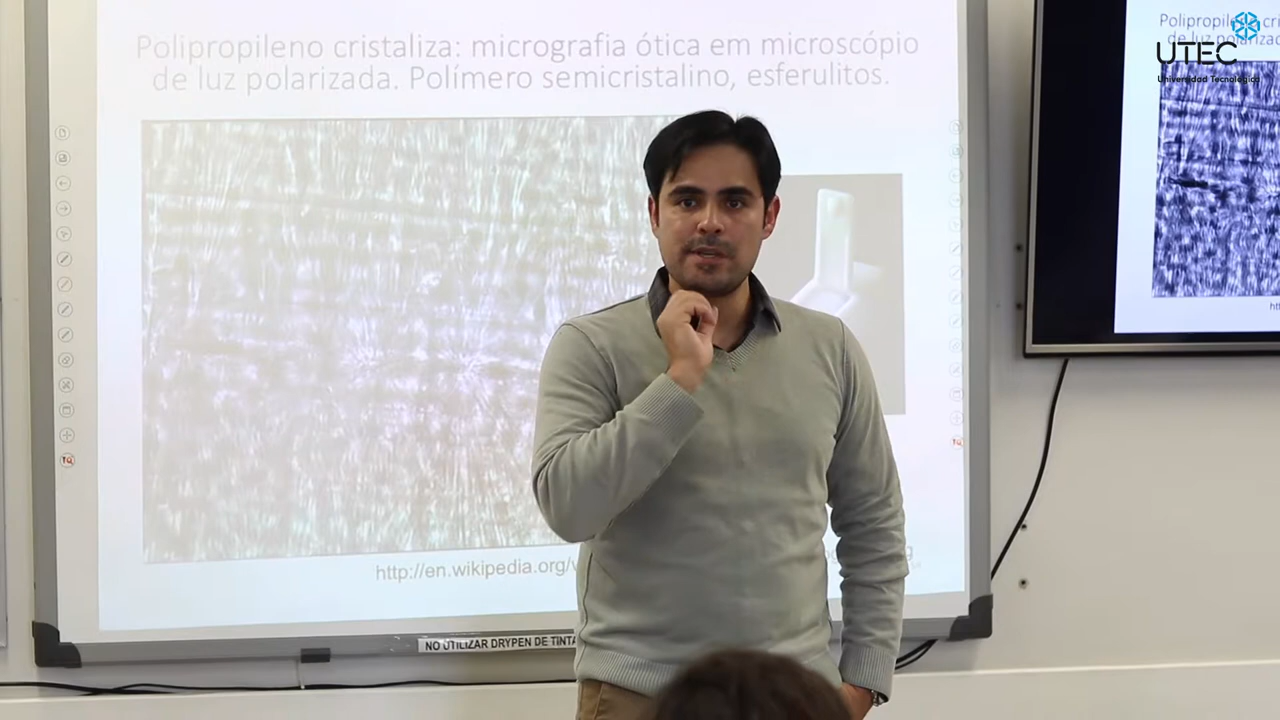 Polipropileno cristaliza: micrografia ótica em microscópio
de luz polarizada. Polímero semicristalino, esferulitos.
http://en.wikipedia.org/
NO UTILIZAR DRYPEN DE TINTA
UTEC
Universidad Tecnológica